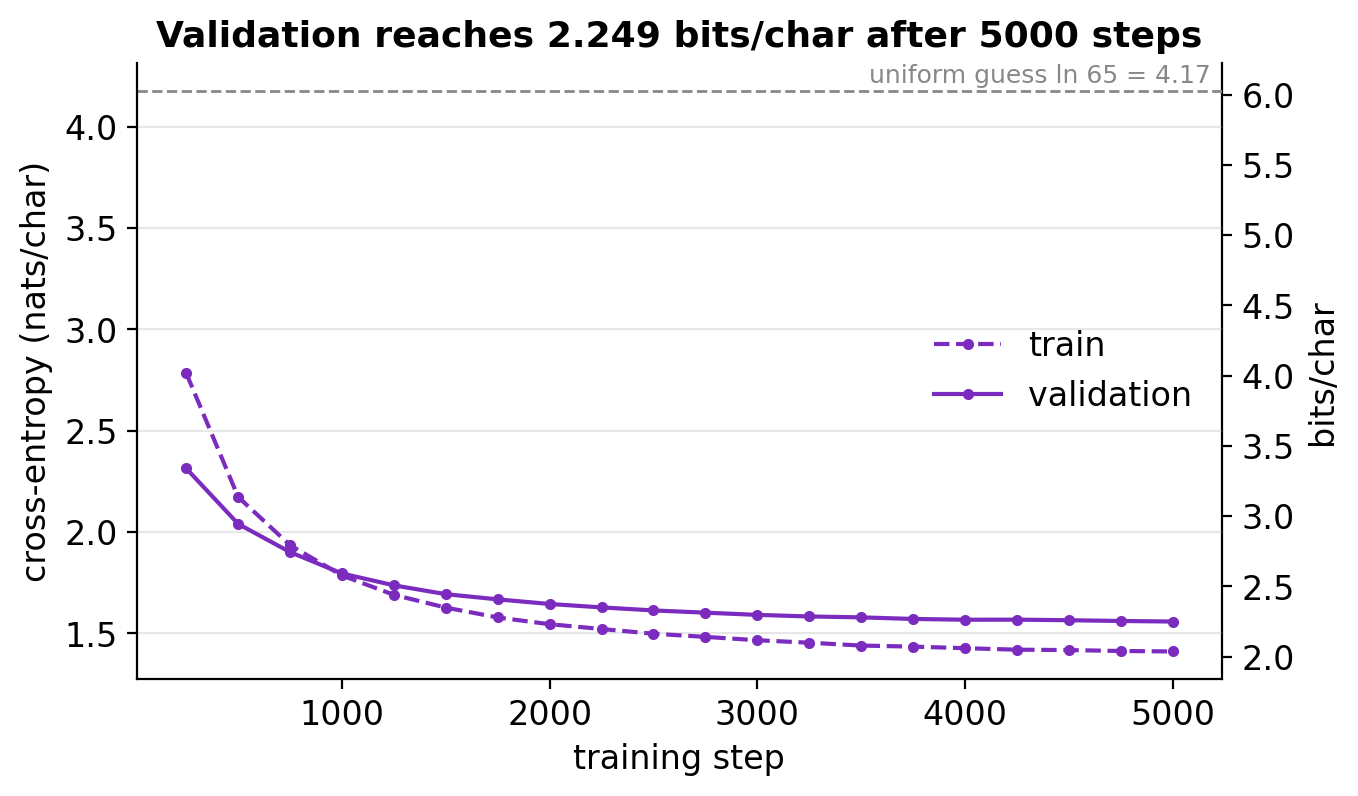 Validation reaches 2.249 bits/char after 5000 steps
uniform guess ln 65 = 4.17
cross-entropy (nats/char)
4.0
3.5
3.0
2.5
2.0
1.5
6.0
5.5
5.0
4.5
4.0
3.5
3.0
2.5
2.0
bits/char
train
validation
1000 2000 3000 4000 5000
training step